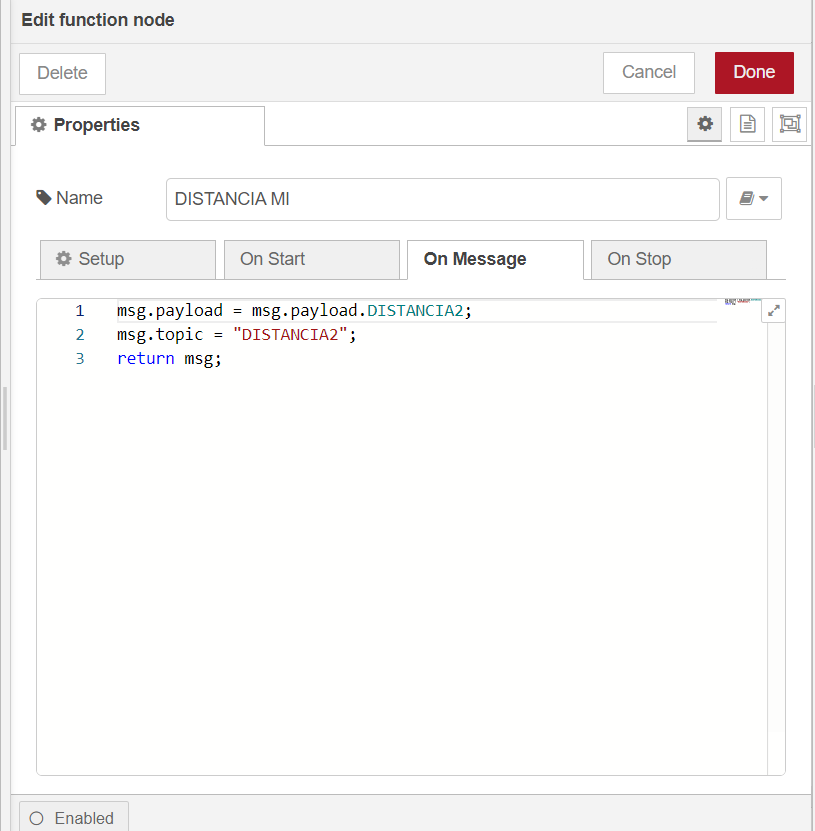 Edit function node
Delete
Cancel
Done
Properties
Name
DISTANCIA MI
Setup
On Start
On Message
On Stop
1 msg.payload = msg.payload.DISTANCIA2;
2 msg.topic = "DISTANCIA2";
3 return msg;
Enabled